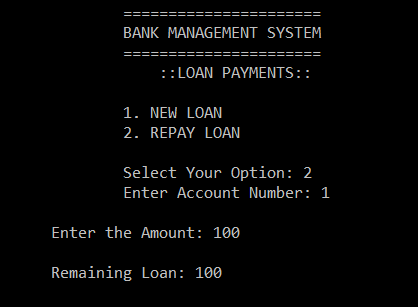 ======================
BANK MANAGEMENT SYSTEM
======================
::LOAN PAYMENTS::
1. NEW LOAN
2. REPAY LOAN
Select Your Option: 2
Enter Account Number: 1
Enter the Amount: 100
Remaining Loan: 100